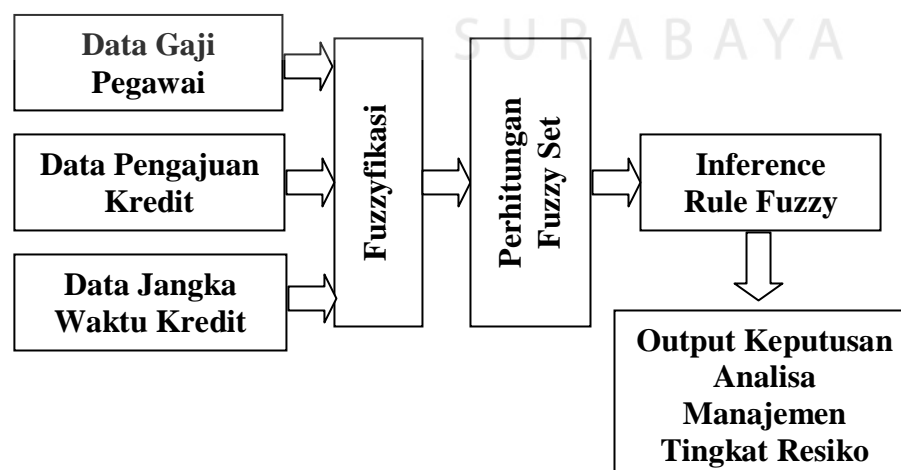 SURABAYA
Data Gaji
Pegawai
Data Pengajuan
Kredit
Data Jangka
Waktu Kredit
Fuzzyfikasi
Perhitungan
Fuzzy Set
Inference
Rule Fuzzy
Output Keputusan
Analisa
Manajemen
Tingkat Resiko